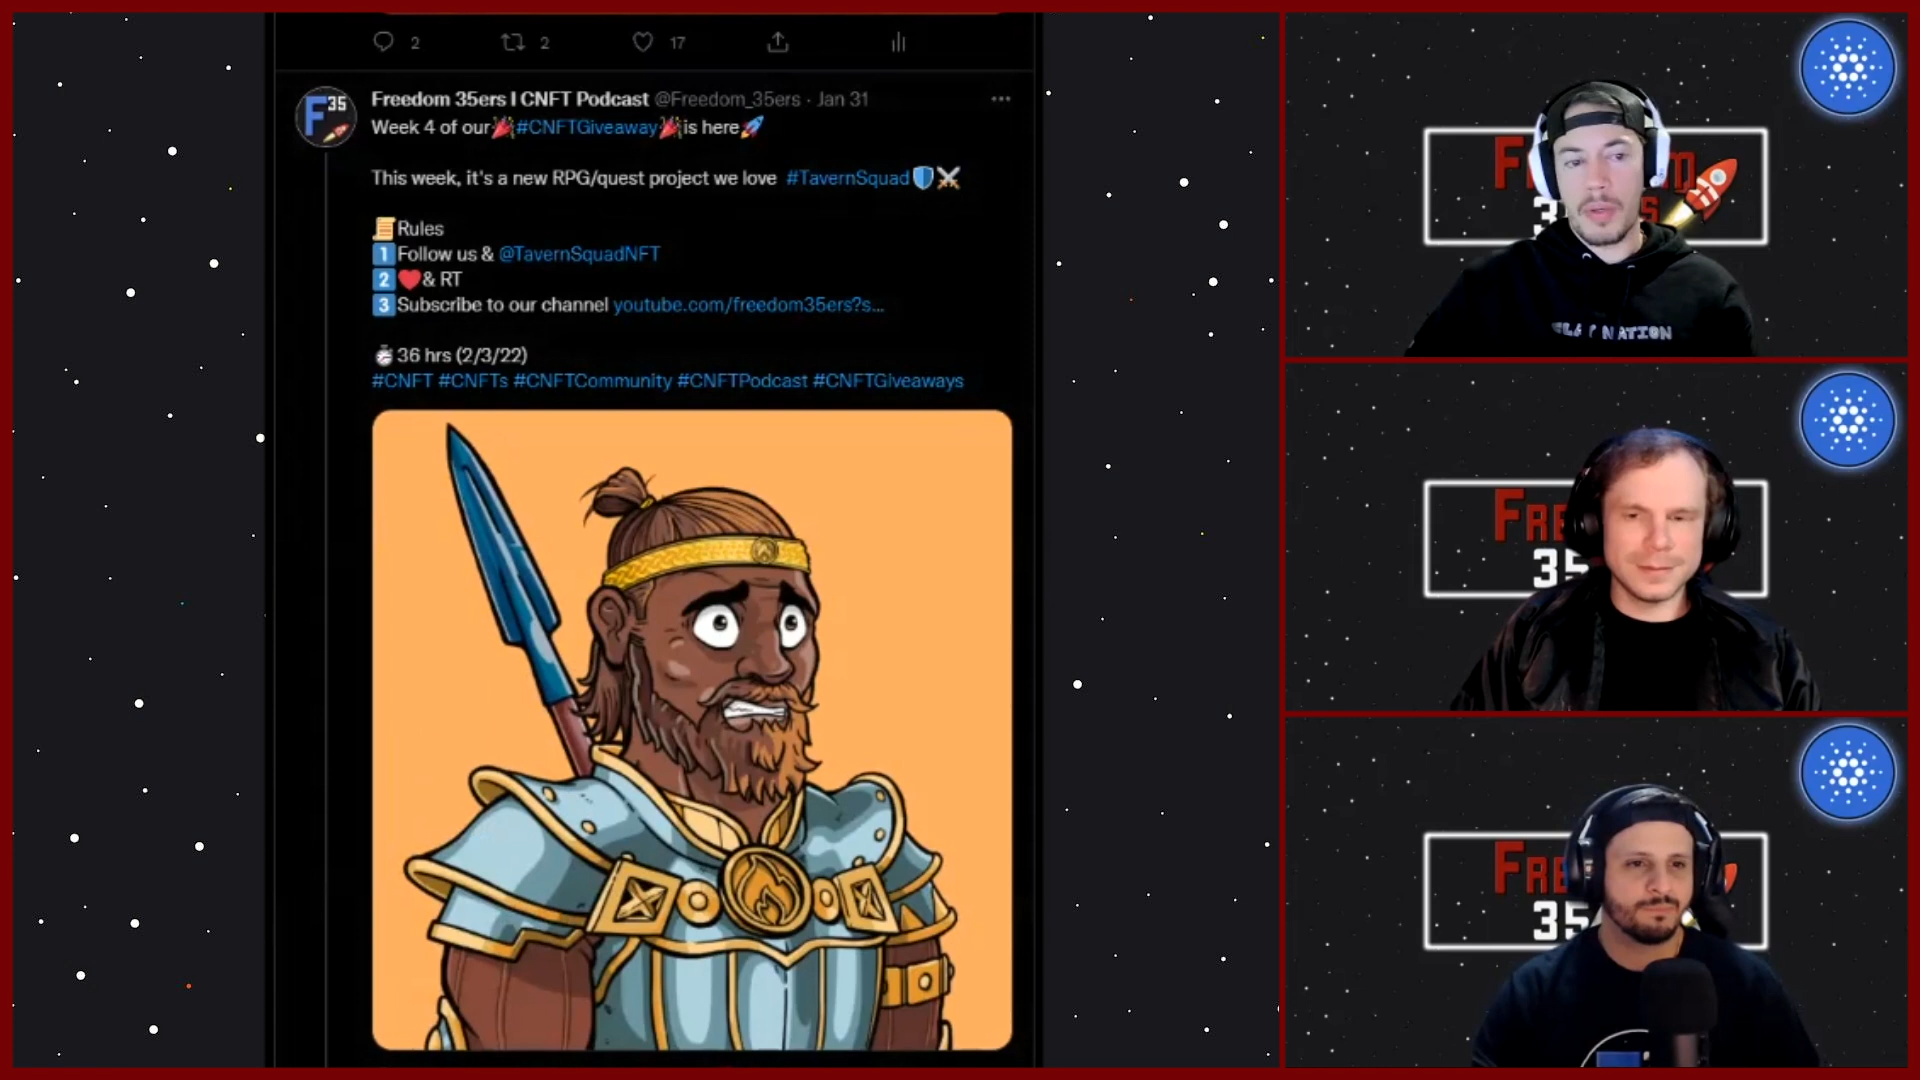 2 2 17
Freedom 35ers I CNFT Podcast @Freedom_35ers · Jan 31
Week 4 of our🎉#CNFTGiveaway🎉is here🚀
This week, it's a new RPG/quest project we love #TavernSquad🛡️⚔️
📜Rules
1️⃣Follow us & @TavernSquadNFT
2️⃣❤️& RT
3️⃣Subscribe to our channel youtube.com/freedom35ers?s...
⏱️36 hrs (2/3/22)
#CNFT #CNFTs #CNFTCommunity #CNFTPodcast #CNFTGiveaways
F35
NATION